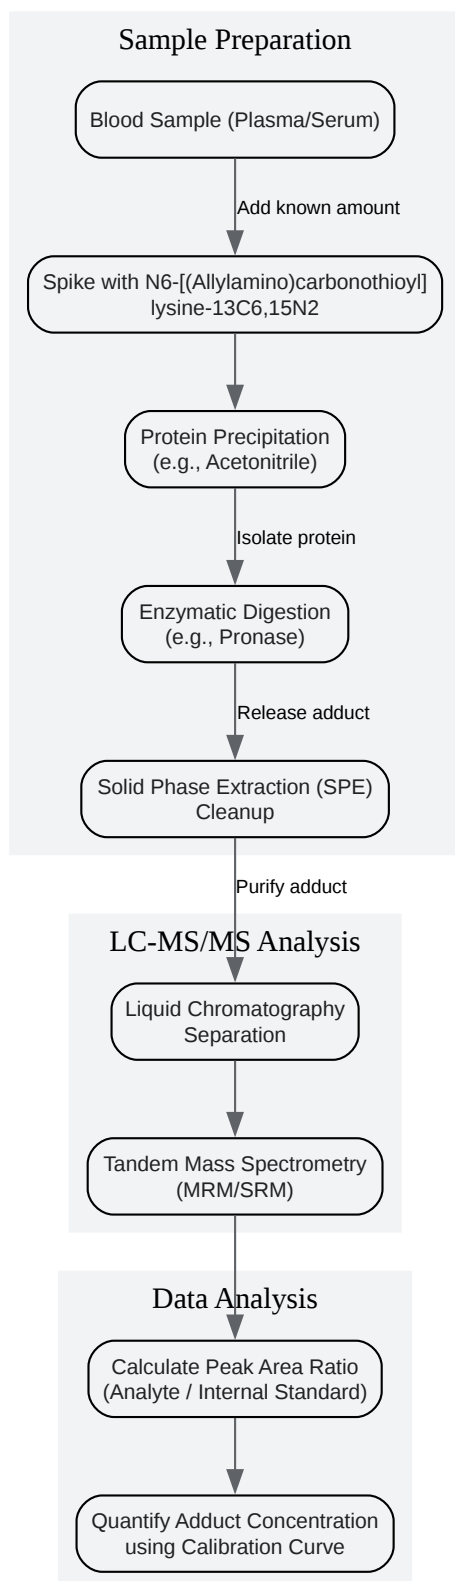 Sample Preparation
Blood Sample (Plasma/Serum)
Add known amount
Spike with N6-[(Allylamino)carbonothioyl]
lysine-13C6,15N2
Protein Precipitation
(e.g., Acetonitrile)
Isolate protein
Enzymatic Digestion
(e.g., Pronase)
Release adduct
Solid Phase Extraction (SPE)
Cleanup
Purify adduct
LC-MS/MS Analysis
Liquid Chromatography
Separation
Tandem Mass Spectrometry
(MRM/SRM)
Data Analysis
Calculate Peak Area Ratio
(Analyte / Internal Standard)
Quantify Adduct Concentration
using Calibration Curve